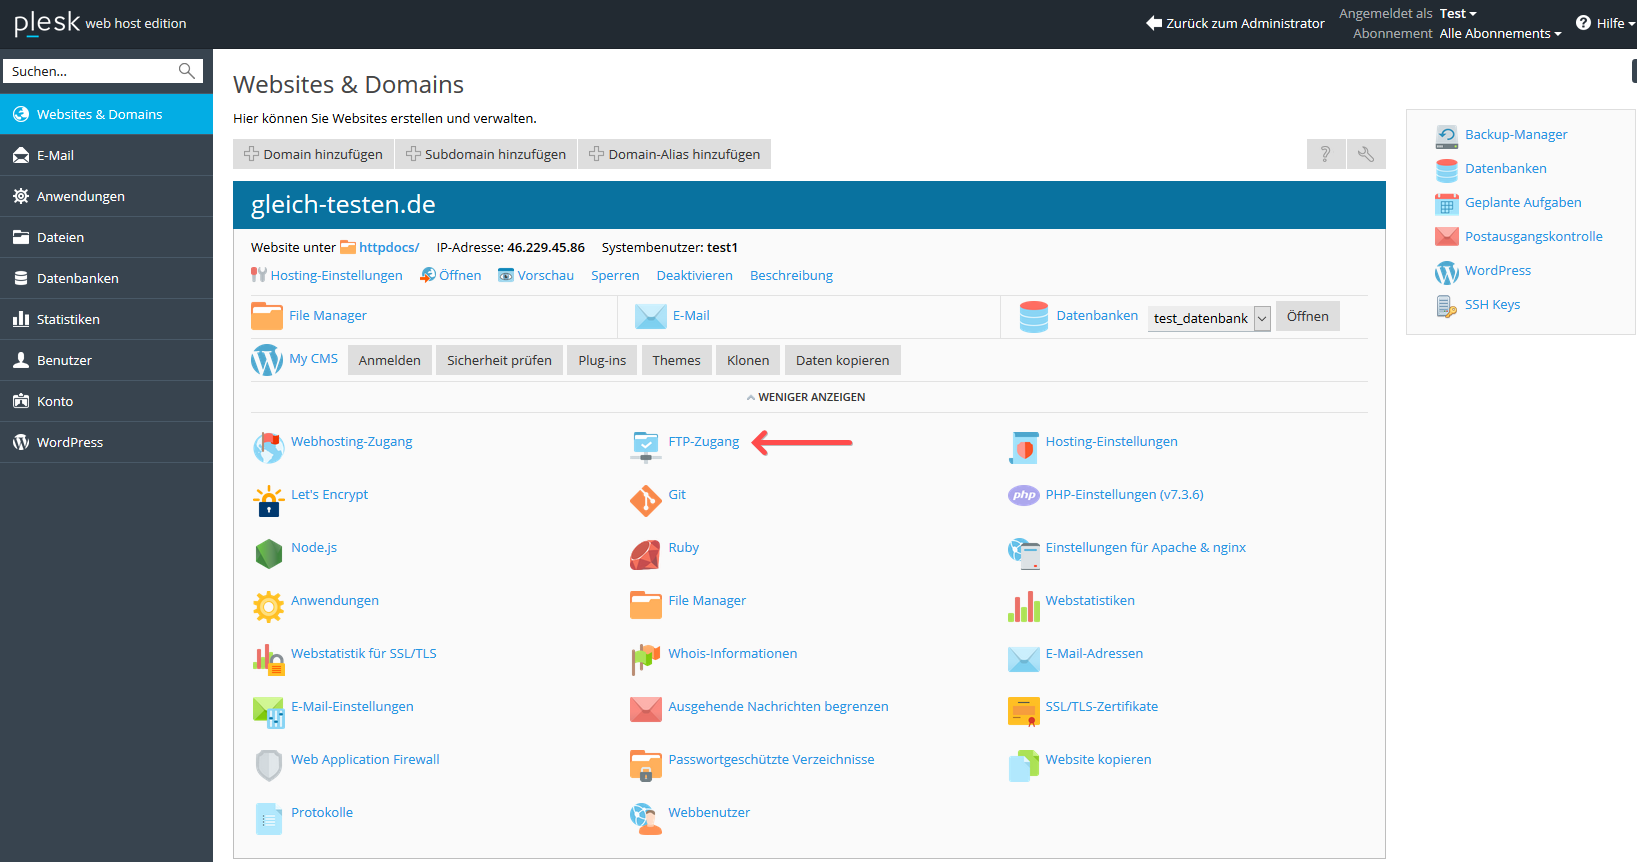 plesk web host edition
Zurück zum Administrator
Angemeldet als Test
Abonnement Alle Abonnements
Hilfe
Suchen...
Websites & Domains
E-Mail
Anwendungen
Dateien
Datenbanken
Statistiken
Benutzer
Konto
WordPress
Websites & Domains
Hier können Sie Websites erstellen und verwalten.
Domain hinzufügen Subdomain hinzufügen Domain-Alias hinzufügen
gleich-testen.de
Website unter httpdocs/ IP-Adresse: 46.229.45.86 Systembenutzer: test1
Hosting-Einstellungen Öffnen Vorschau Sperren Deaktivieren Beschreibung
File Manager E-Mail Datenbanken test_datenbank Öffnen
My CMS Anmelden Sicherheit prüfen Plug-ins Themes Klonen Daten kopieren
WENIGER ANZEIGEN
Webhosting-Zugang FTP-Zugang Hosting-Einstellungen
Let's Encrypt Git php PHP-Einstellungen (v7.3.6)
Node.js Ruby Einstellungen für Apache & nginx
Anwendungen File Manager Webstatistiken
Webstatistik für SSL/TLS Whois-Informationen E-Mail-Adressen
E-Mail-Einstellungen Ausgehende Nachrichten begrenzen SSL/TLS-Zertifikate
Web Application Firewall Passwortgeschützte Verzeichnisse Website kopieren
Protokolle Webbenutzer
Backup-Manager
Datenbanken
Geplante Aufgaben
Postausgangskontrolle
WordPress
SSH Keys